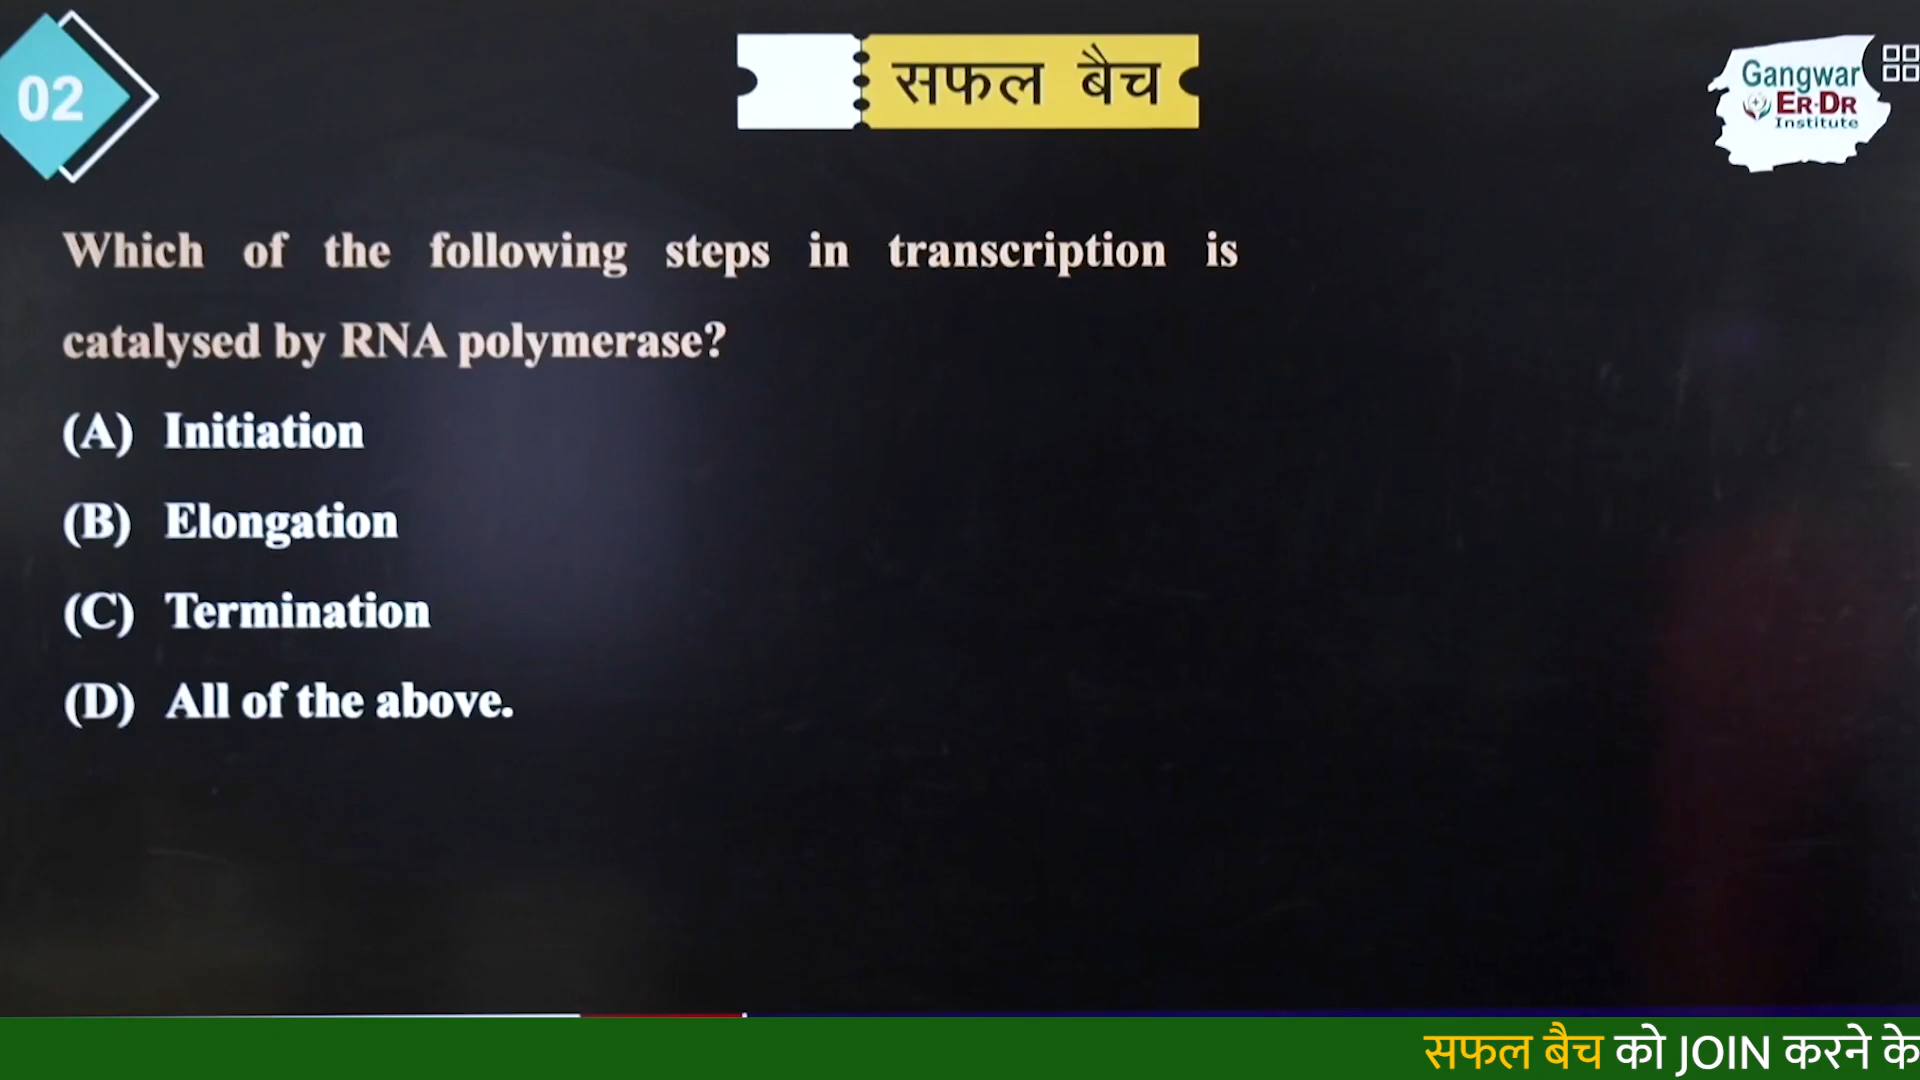 02
सफल बैच
Gangwar
ER-DR
Institute
Which of the following steps in transcription is
catalysed by RNA polymerase?
(A) Initiation
(B) Elongation
(C) Termination
(D) All of the above.
सफल बैच को JOIN करने के